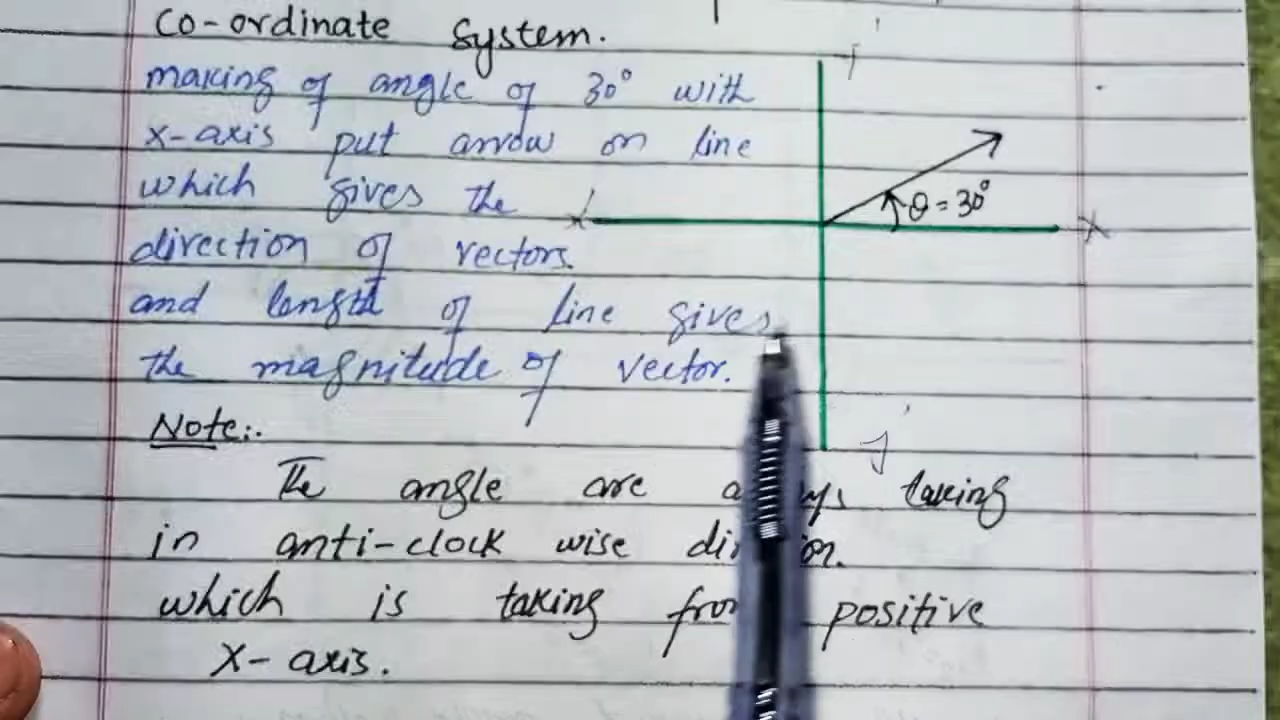 Co-ordinate System.
making of angle of 30° with
x-axis put arrow on line
which gives the
direction of vectors.
and length of line gives
the magnitude of vector.
Y
θ = 30°
X'
X
Note:.
The angle are taking
in anti-clock wise
which is taking positive
X-axis.